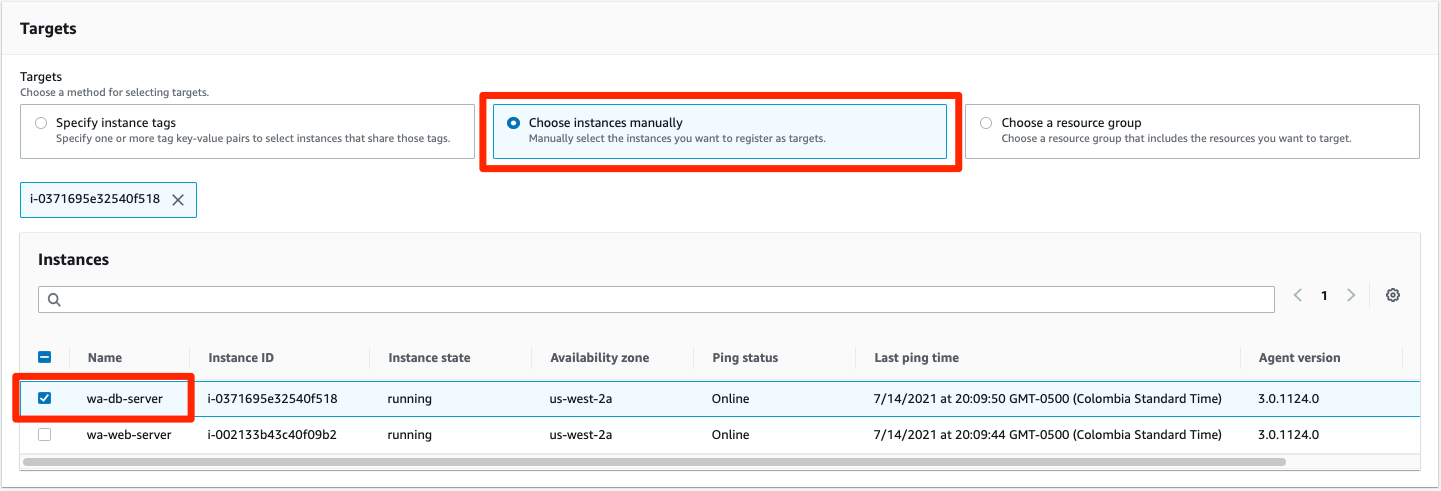 Targets
Targets
Choose a method for selecting targets.
Specify instance tags
Specify one or more tag key-value pairs to select instances that share those tags.
Choose instances manually
Manually select the instances you want to register as targets.
Choose a resource group
Choose a resource group that includes the resources you want to target.
i-0371695e32540f518
Instances
1
Name Instance ID Instance state Availability zone Ping status Last ping time Agent version
wa-db-server i-0371695e32540f518 running us-west-2a Online 7/14/2021 at 20:09:50 GMT-0500 (Colombia Standard Time) 3.0.1124.0
wa-web-server i-002133b43c40f09b2 running us-west-2a Online 7/14/2021 at 20:09:44 GMT-0500 (Colombia Standard Time) 3.0.1124.0